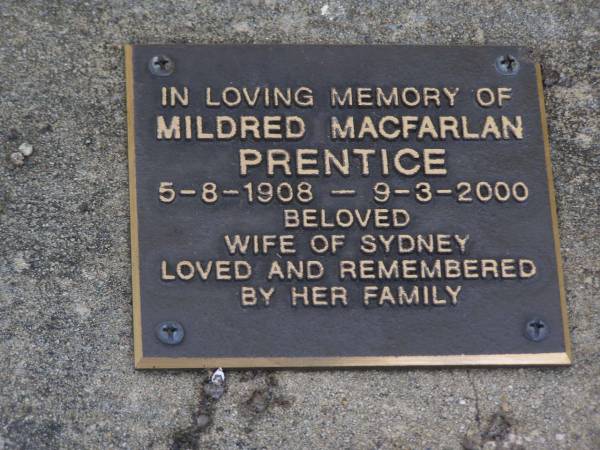 IN LOVING MEMORY OF
MILDRED MACFARLAN
PRENTICE
5-8-1908 — 9-3-2000
BELOVED
WIFE OF SYDNEY
LOVED AND REMEMBERED
BY HER FAMILY